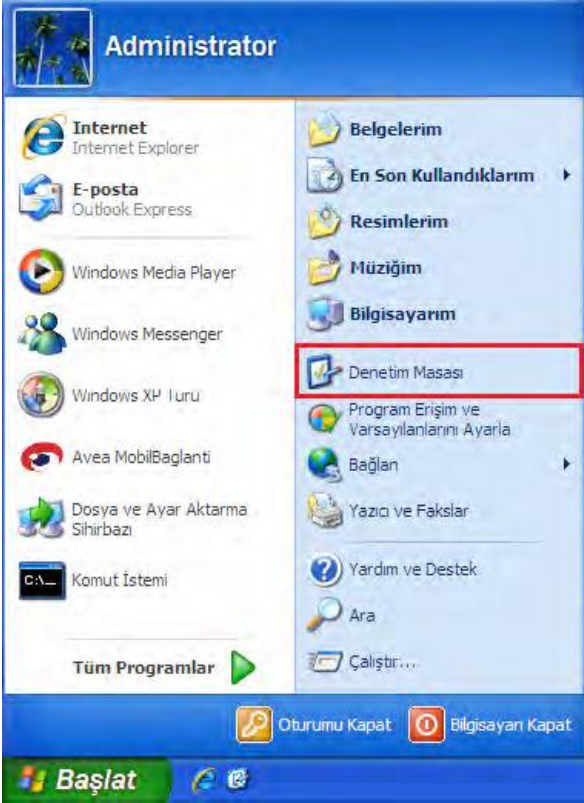 Administrator
Internet
Internet Explorer
E-posta
Outlook Express
Windows Media Player
Windows Messenger
Windows XP Turu
Avea MobilBaglanti
Dosya ve Ayar Aktarma
Sihirbazı
C:\_
Komut İstemi
Tüm Programlar
Belgelerim
En Son Kullandıklarım
Resimlerim
Müziğim
Bilgisayarım
Denetim Masası
Program Erişim ve
Varsayılanlarını Ayarla
Bağlan
Yazıcı ve Fakslar
Yardım ve Destek
Ara
Çalıştır...
Oturumu Kapat
Bilgisayarı Kapat
Başlat